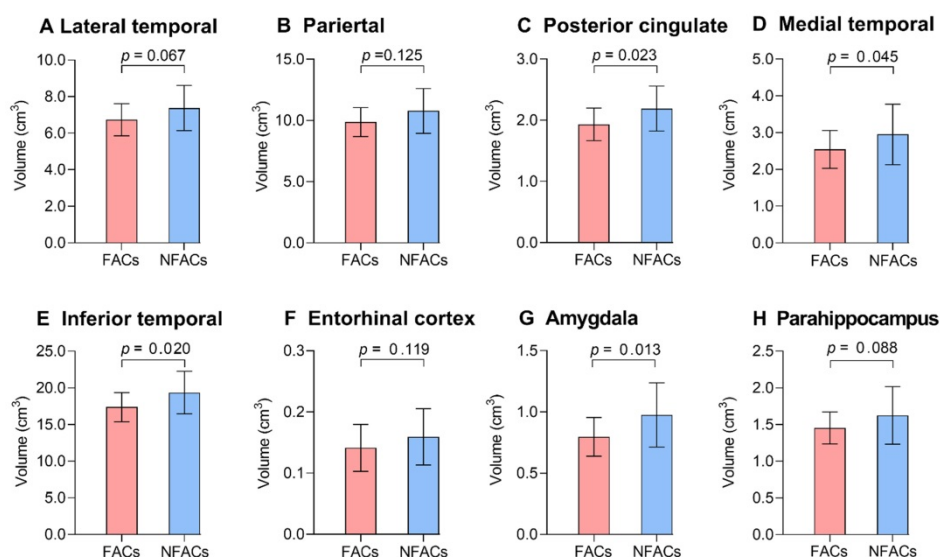 A Lateral temporal
p = 0.067
Volume (cm³)
10.0
8.0
6.0
4.0
2.0
0.0
FACs NFACs
B Pariertal
p =0.125
Volume (cm³)
15.0
10.0
5.0
0.0
FACs NFACs
C Posterior cingulate
p = 0.023
Volume (cm³)
3.0
2.0
1.0
0.0
FACs NFACs
D Medial temporal
p = 0.045
Volume (cm³)
5.0
4.0
3.0
2.0
1.0
0.0
FACs NFACs
E Inferior temporal
p = 0.020
Volume (cm³)
25.0
20.0
15.0
10.0
5.0
0.0
FACs NFACs
F Entorhinal cortex
p = 0.119
Volume (cm³)
0.3
0.2
0.1
0.0
FACs NFACs
G Amygdala
p = 0.013
Volume (cm³)
1.5
1.0
0.5
0.0
FACs NFACs
H Parahippocampus
p = 0.088
Volume (cm³)
2.5
2.0
1.5
1.0
0.5
0.0
FACs NFACs